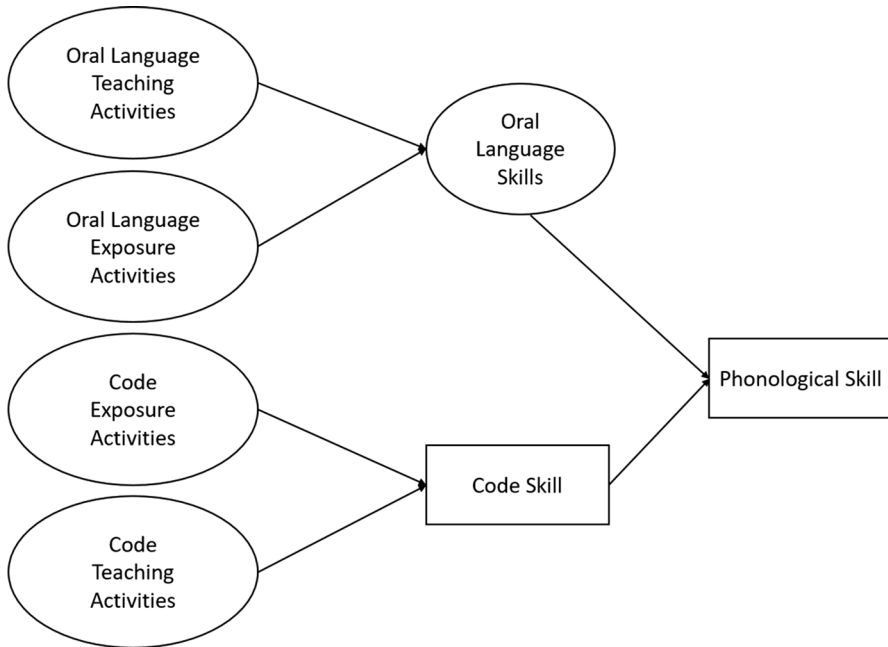 Oral Language
Teaching
Activities
Oral Language
Exposure
Activities
Code
Exposure
Activities
Code
Teaching
Activities
Oral
Language
Skills
Code Skill
Phonological Skill